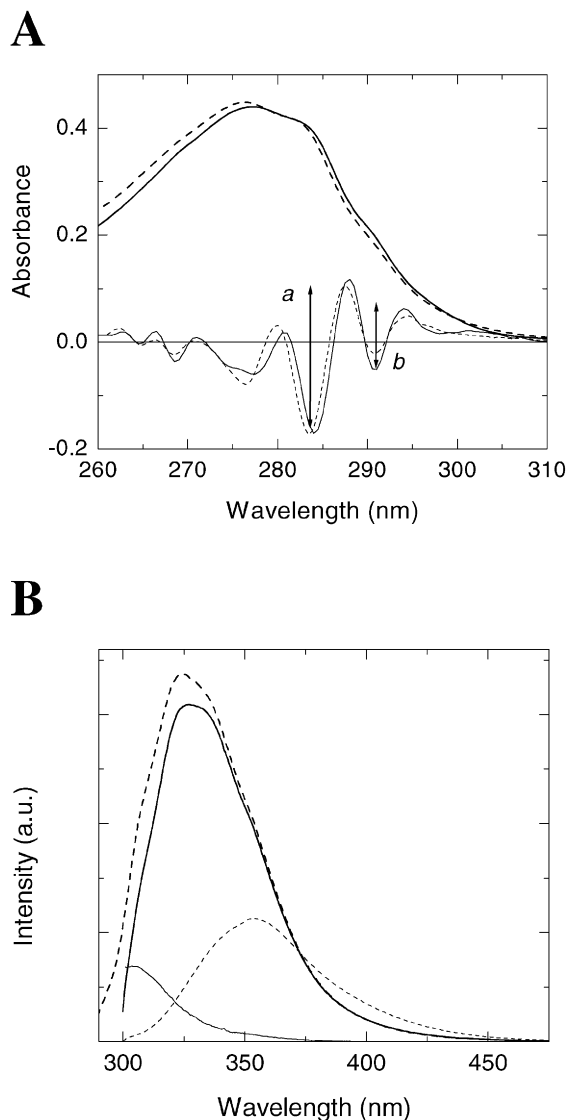 A
Absorbance
0.4
0.2
0.0
-0.2
a
b
260 270 280 290 300 310
Wavelength (nm)
B
Intensity (a.u.)
300 350 400 450
Wavelength (nm)